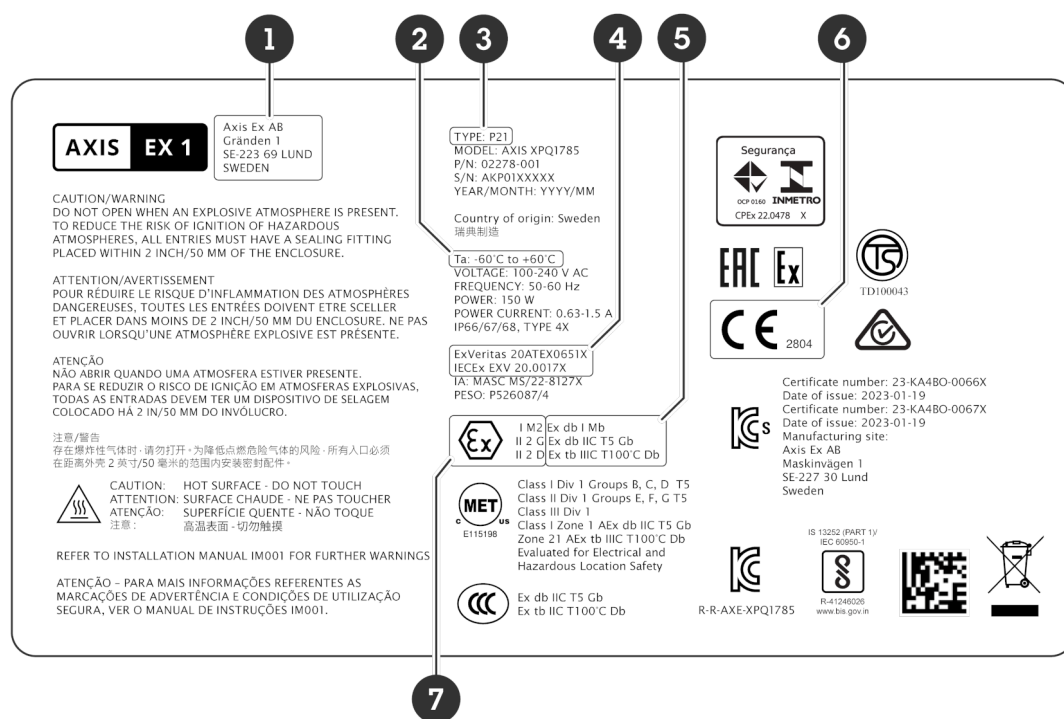 1
2
3
4
5
6
7
AXIS EX 1
Axis Ex AB
Gränden 1
SE-223 69 LUND
SWEDEN
CAUTION/WARNING
DO NOT OPEN WHEN AN EXPLOSIVE ATMOSPHERE IS PRESENT.
TO REDUCE THE RISK OF IGNITION OF HAZARDOUS
ATMOSPHERES, ALL ENTRIES MUST HAVE A SEALING FITTING
PLACED WITHIN 2 INCH/50 MM OF THE ENCLOSURE.
ATTENTION/AVERTISSEMENT
POUR RÉDUIRE LE RISQUE D'INFLAMMATION DES ATMOSPHÈRES
DANGEREUSES, TOUTES LES ENTRÉES DOIVENT ETRE SCELLER
ET PLACER DANS MOINS DE 2 INCH/50 MM DU ENCLOSURE. NE PAS
OUVRIR LORSQU'UNE ATMOSPHÈRE EXPLOSIVE EST PRÉSENTE.
ATENÇÃO
NÃO ABRIR QUANDO UMA ATMOSFERA ESTIVER PRESENTE.
PARA SE REDUZIR O RISCO DE IGNIÇÃO EM ATMOSFERAS EXPLOSIVAS,
TODAS AS ENTRADAS DEVEM TER UM DISPOSITIVO DE SELAGEM
COLOCADO HÁ 2 IN/50 MM DO INVÓLUCRO.
注意/警告
存在爆炸性气体时，请勿打开。为降低点燃危险气体的风险，所有入口必须
在距离外壳 2 英寸/50 毫米的范围内安装密封配件。
CAUTION: HOT SURFACE - DO NOT TOUCH
ATTENTION: SURFACE CHAUDE - NE PAS TOUCHER
ATENÇÃO: SUPERFÍCIE QUENTE - NÃO TOQUE
注意： 高温表面 - 切勿触摸
REFER TO INSTALLATION MANUAL IM001 FOR FURTHER WARNINGS
ATENÇÃO – PARA MAIS INFORMAÇÕES REFERENTES AS
MARCAÇÕES DE ADVERTÊNCIA E CONDIÇÕES DE UTILIZAÇÃO
SEGURA, VER O MANUAL DE INSTRUÇÕES IM001.
TYPE: P21
MODEL: AXIS XPQ1785
P/N: 02278-001
S/N: AKP01XXXXX
YEAR/MONTH: YYYY/MM
Country of origin: Sweden
瑞典制造
Ta: -60°C to +60°C
VOLTAGE: 100-240 V AC
FREQUENCY: 50-60 Hz
POWER: 150 W
POWER CURRENT: 0.63-1.5 A
IP66/67/68, TYPE 4X
ExVeritas 20ATEX0651X
IECEx EXV 20.0017X
IA: MASC MS/22-8127X
PESO: P526087/4
Ex
I M2 Ex db I Mb
II 2 G Ex db IIC T5 Gb
II 2 D Ex tb IIIC T100°C Db
MET
c us
E115198
Class I Div 1 Groups B, C, D T5
Class II Div 1 Groups E, F, G T5
Class III Div 1
Class I Zone 1 AEx db IIC T5 Gb
Zone 21 AEx tb IIIC T100°C Db
Evaluated for Electrical and
Hazardous Location Safety
CCC
Ex db IIC T5 Gb
Ex tb IIIC T100°C Db
Segurança
OCP 0160 INMETRO
CPEx 22.0478 X
EAC Ex
TS
TD100043
CE 2804
KCs
Certificate number: 23-KA4BO-0066X
Date of issue: 2023-01-19
Certificate number: 23-KA4BO-0067X
Date of issue: 2023-01-19
Manufacturing site:
Axis Ex AB
Maskinvägen 1
SE-227 30 Lund
Sweden
KC
R-R-AXE-XPQ1785
IS 13252 (PART 1)/
IEC 60950-1
R-41246026
www.bis.gov.in